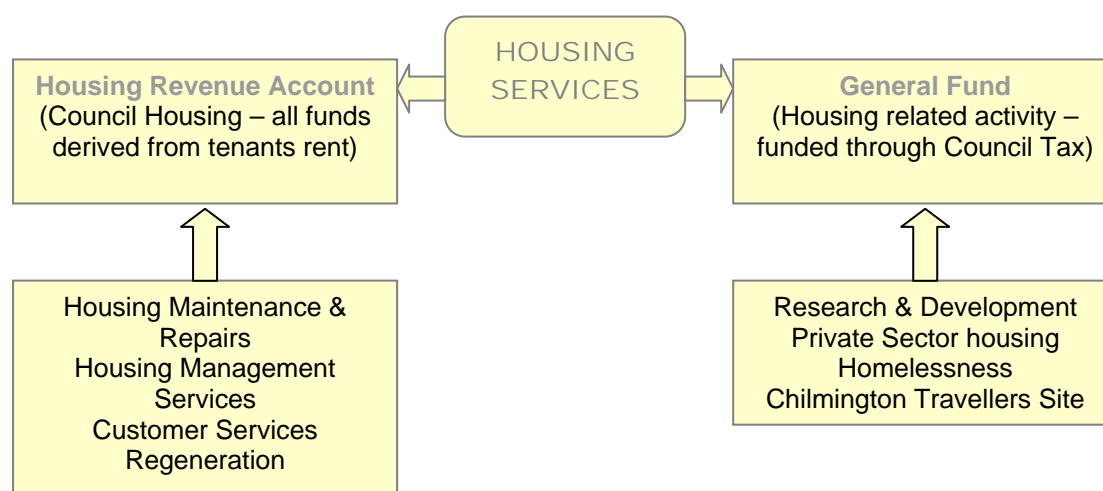 HOUSING
SERVICES
Housing Revenue Account
(Council Housing – all funds
derived from tenants rent)
General Fund
(Housing related activity –
funded through Council Tax)
Housing Maintenance &
Repairs
Housing Management
Services
Customer Services
Regeneration
Research & Development
Private Sector housing
Homelessness
Chilmington Travellers Site